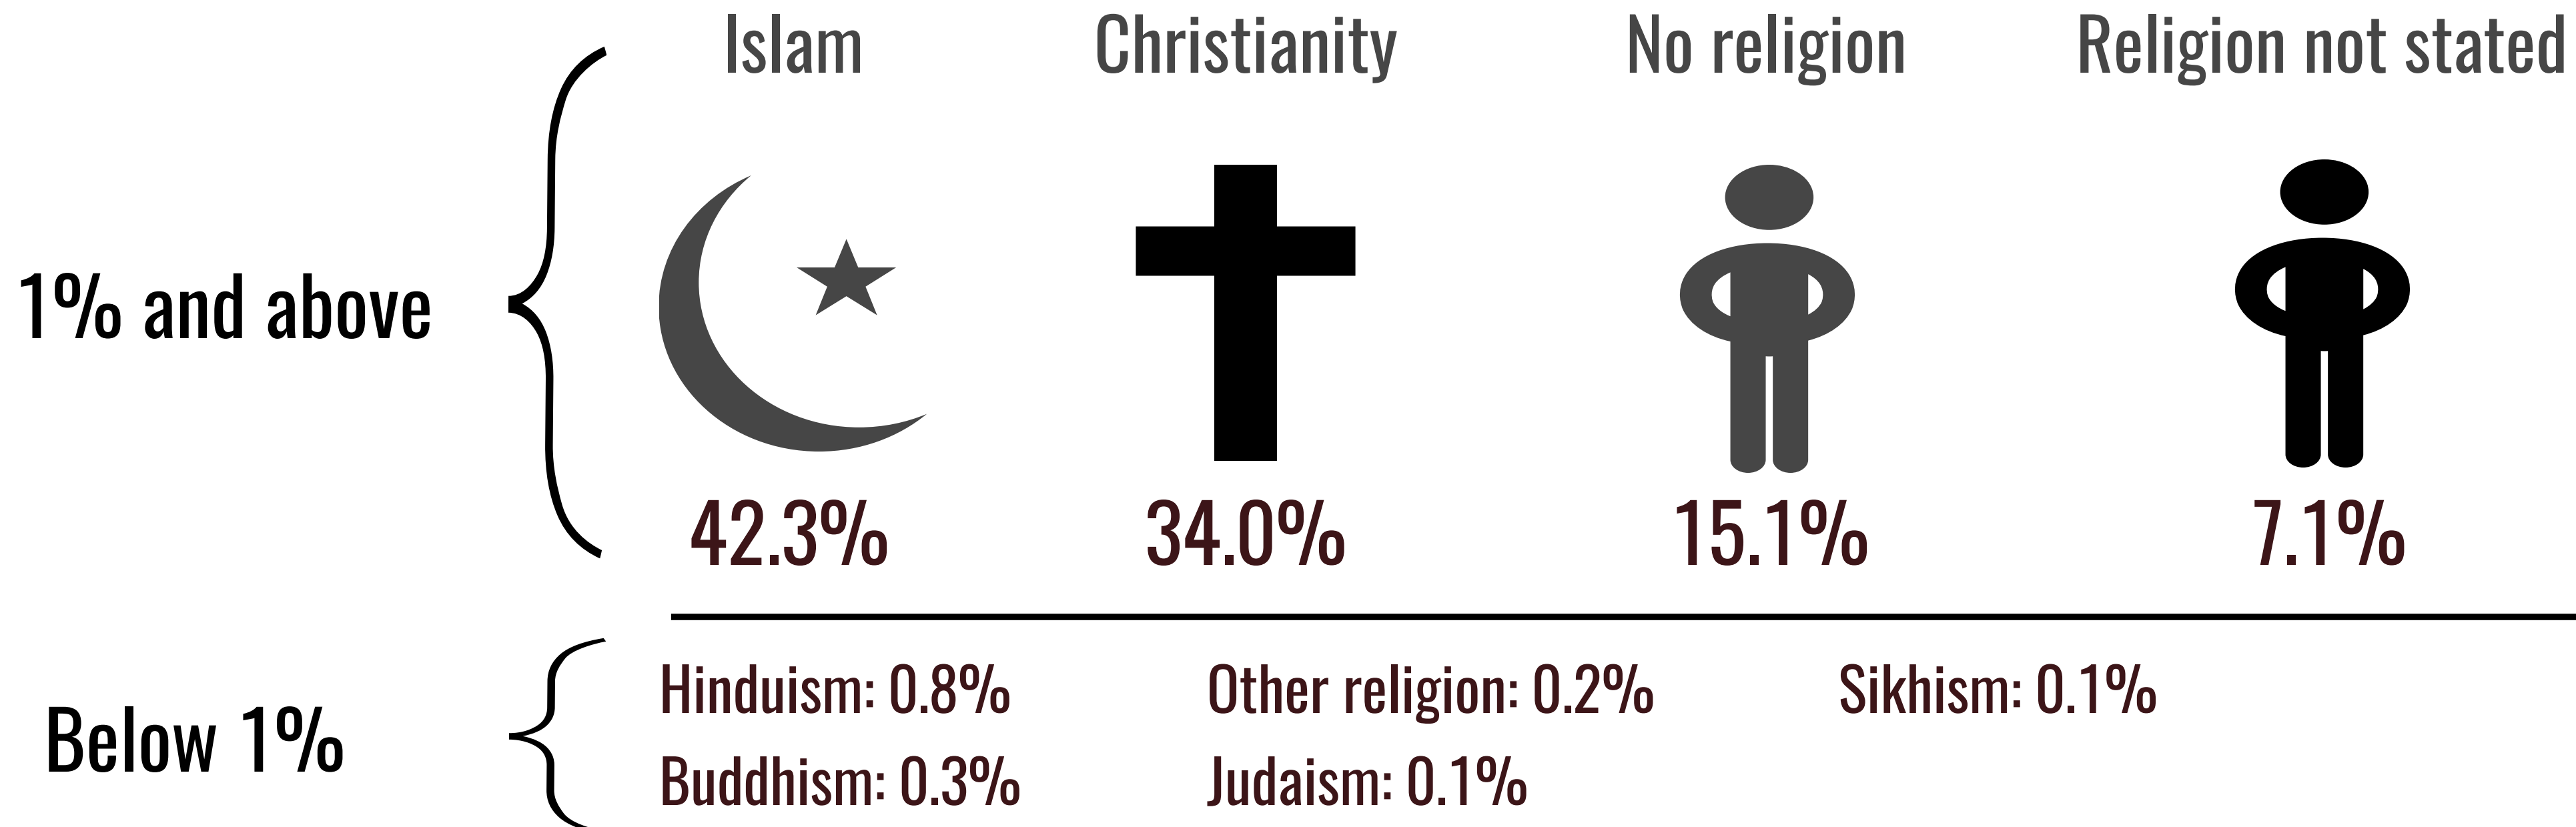 Islam Christianity No religion Religion not stated
1% and above
42.3% 34.0% 15.1% 7.1%
Hinduism: 0.8% Other religion: 0.2% Sikhism: 0.1%
Below 1%
Buddhism: 0.3% Judaism: 0.1%